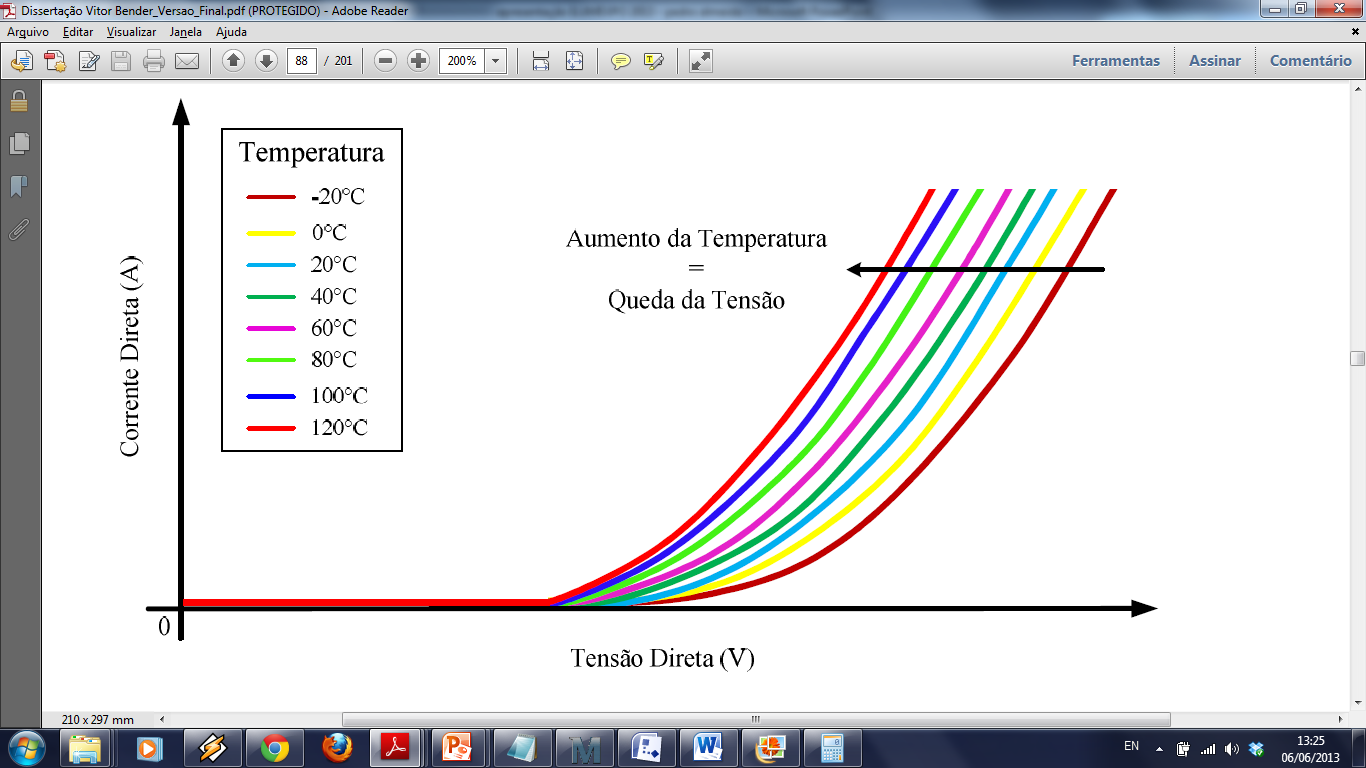 Dissertação Vitor Bender_Versao_Final.pdf (PROTEGIDO) - Adobe Reader
Arquivo Editar Visualizar Janela Ajuda
88 / 201 200% Ferramentas Assinar Comentário
Temperatura
-20°C
0°C
20°C
40°C
60°C
80°C
100°C
120°C
Aumento da Temperatura
=
Queda da Tensão
Corrente Direta (A)
0
Tensão Direta (V)
210 x 297 mm
EN 13:25
06/06/2013